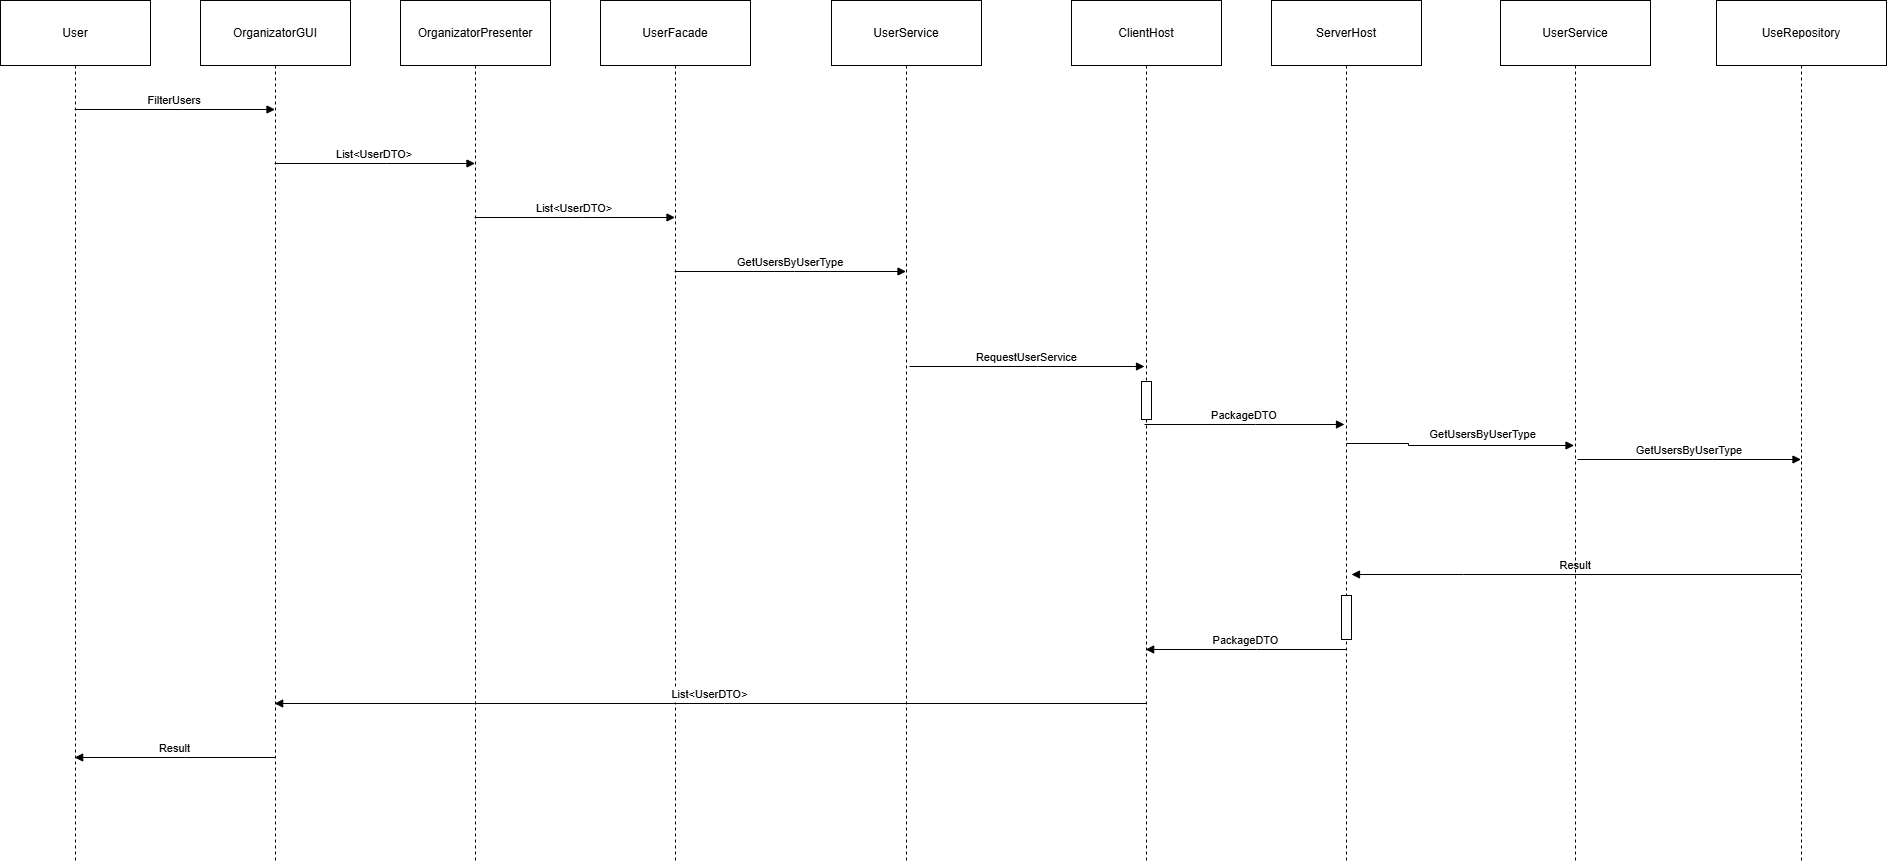 User
OrganizatorGUI
OrganizatorPresenter
UserFacade
UserService
ClientHost
ServerHost
UserService
UseRepository
FilterUsers
List<UserDTO>
List<UserDTO>
GetUsersByUserType
RequestUserService
PackageDTO
GetUsersByUserType
GetUsersByUserType
Result
PackageDTO
List<UserDTO>
Result